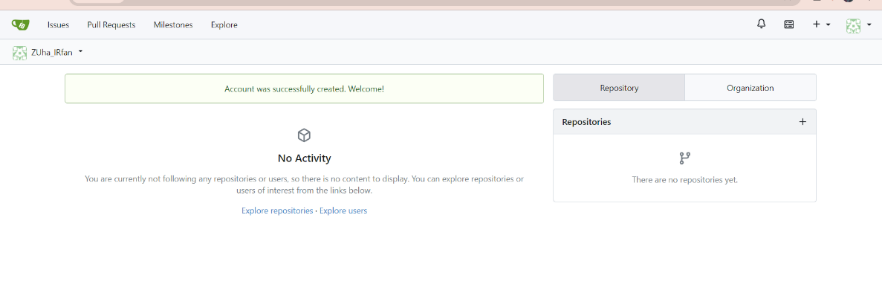 Issues Pull Requests Milestones Explore
ZUha_IRfan
Account was successfully created. Welcome!
No Activity
You are currently not following any repositories or users, so there is no content to display. You can explore repositories or
users of interest from the links below.
Explore repositories · Explore users
Repository Organization
Repositories
There are no repositories yet.